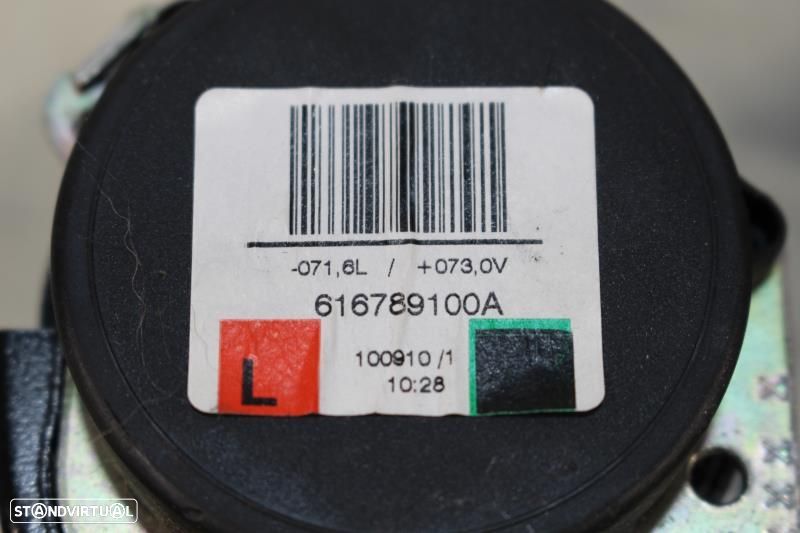 -071,6L / +073,0V
616789100A
L
100910 /1
10:28
STANDVIRTUAL